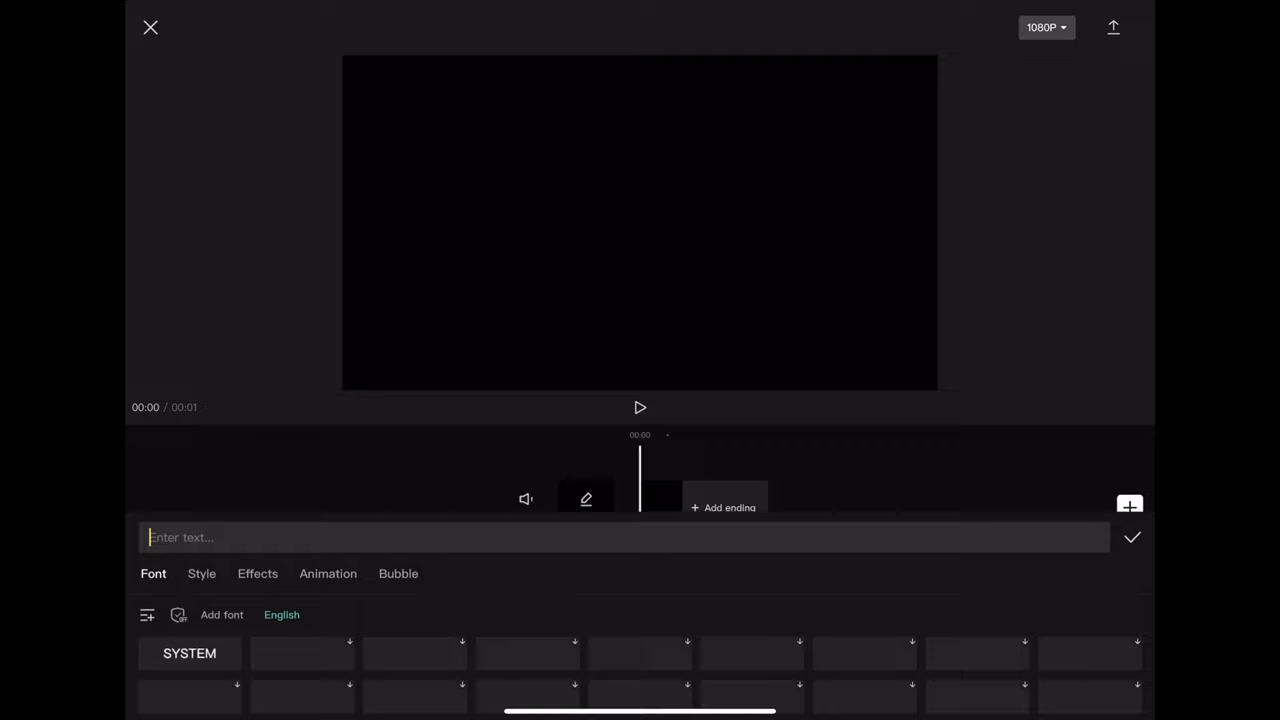 1080P
00:00 / 00:01
00:00
+ Add ending
Enter text...
Font Style Effects Animation Bubble
OFF Add font English
SYSTEM